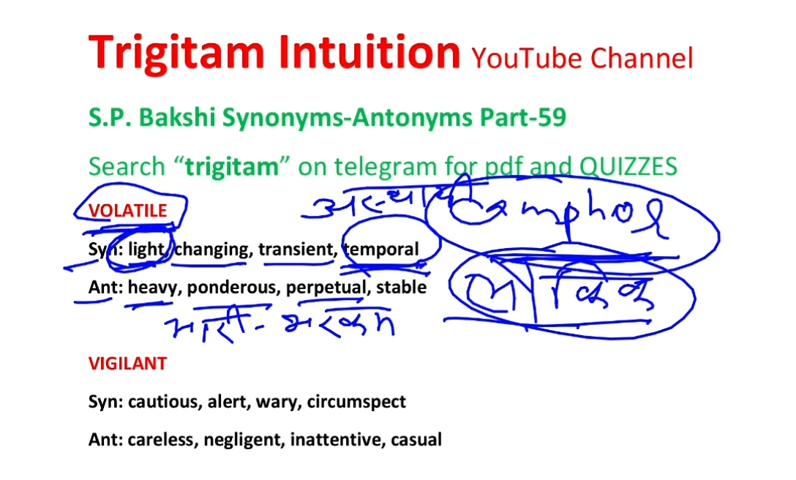 Trigitam Intuition YouTube Channel
S.P. Bakshi Synonyms-Antonyms Part-59
Search “trigitam” on telegram for pdf and QUIZZES
VOLATILE
Camphor
Syn: light, changing, transient, temporal
Ant: heavy, ponderous, perpetual, stable
भारी-भरकम
VIGILANT
Syn: cautious, alert, wary, circumspect
Ant: careless, negligent, inattentive, casual